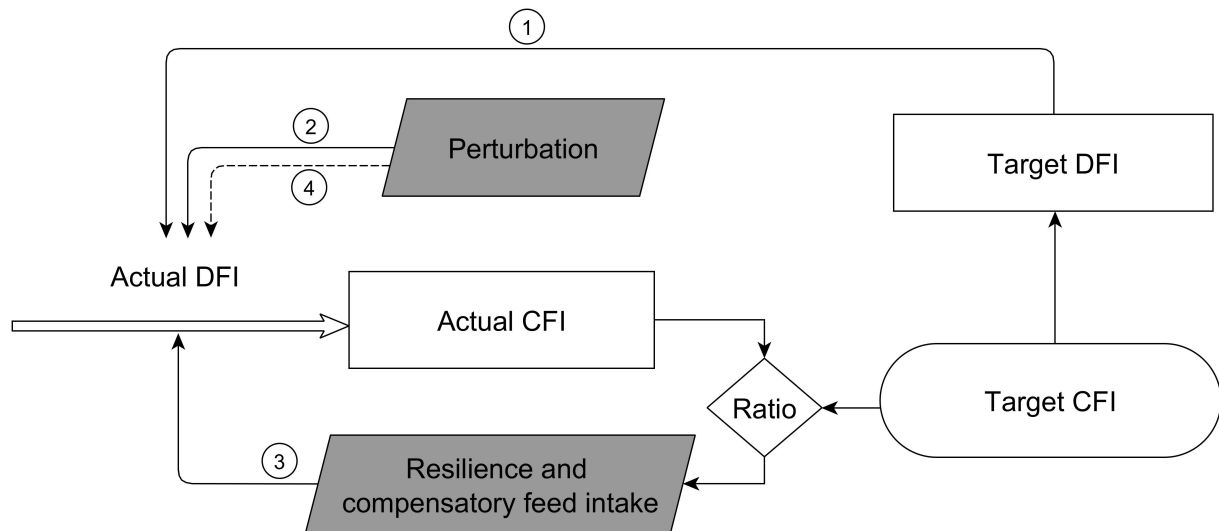 1
2
Perturbation
4
Target DFI
Actual DFI
Actual CFI
Ratio
Target CFI
3
Resilience and
compensatory feed intake